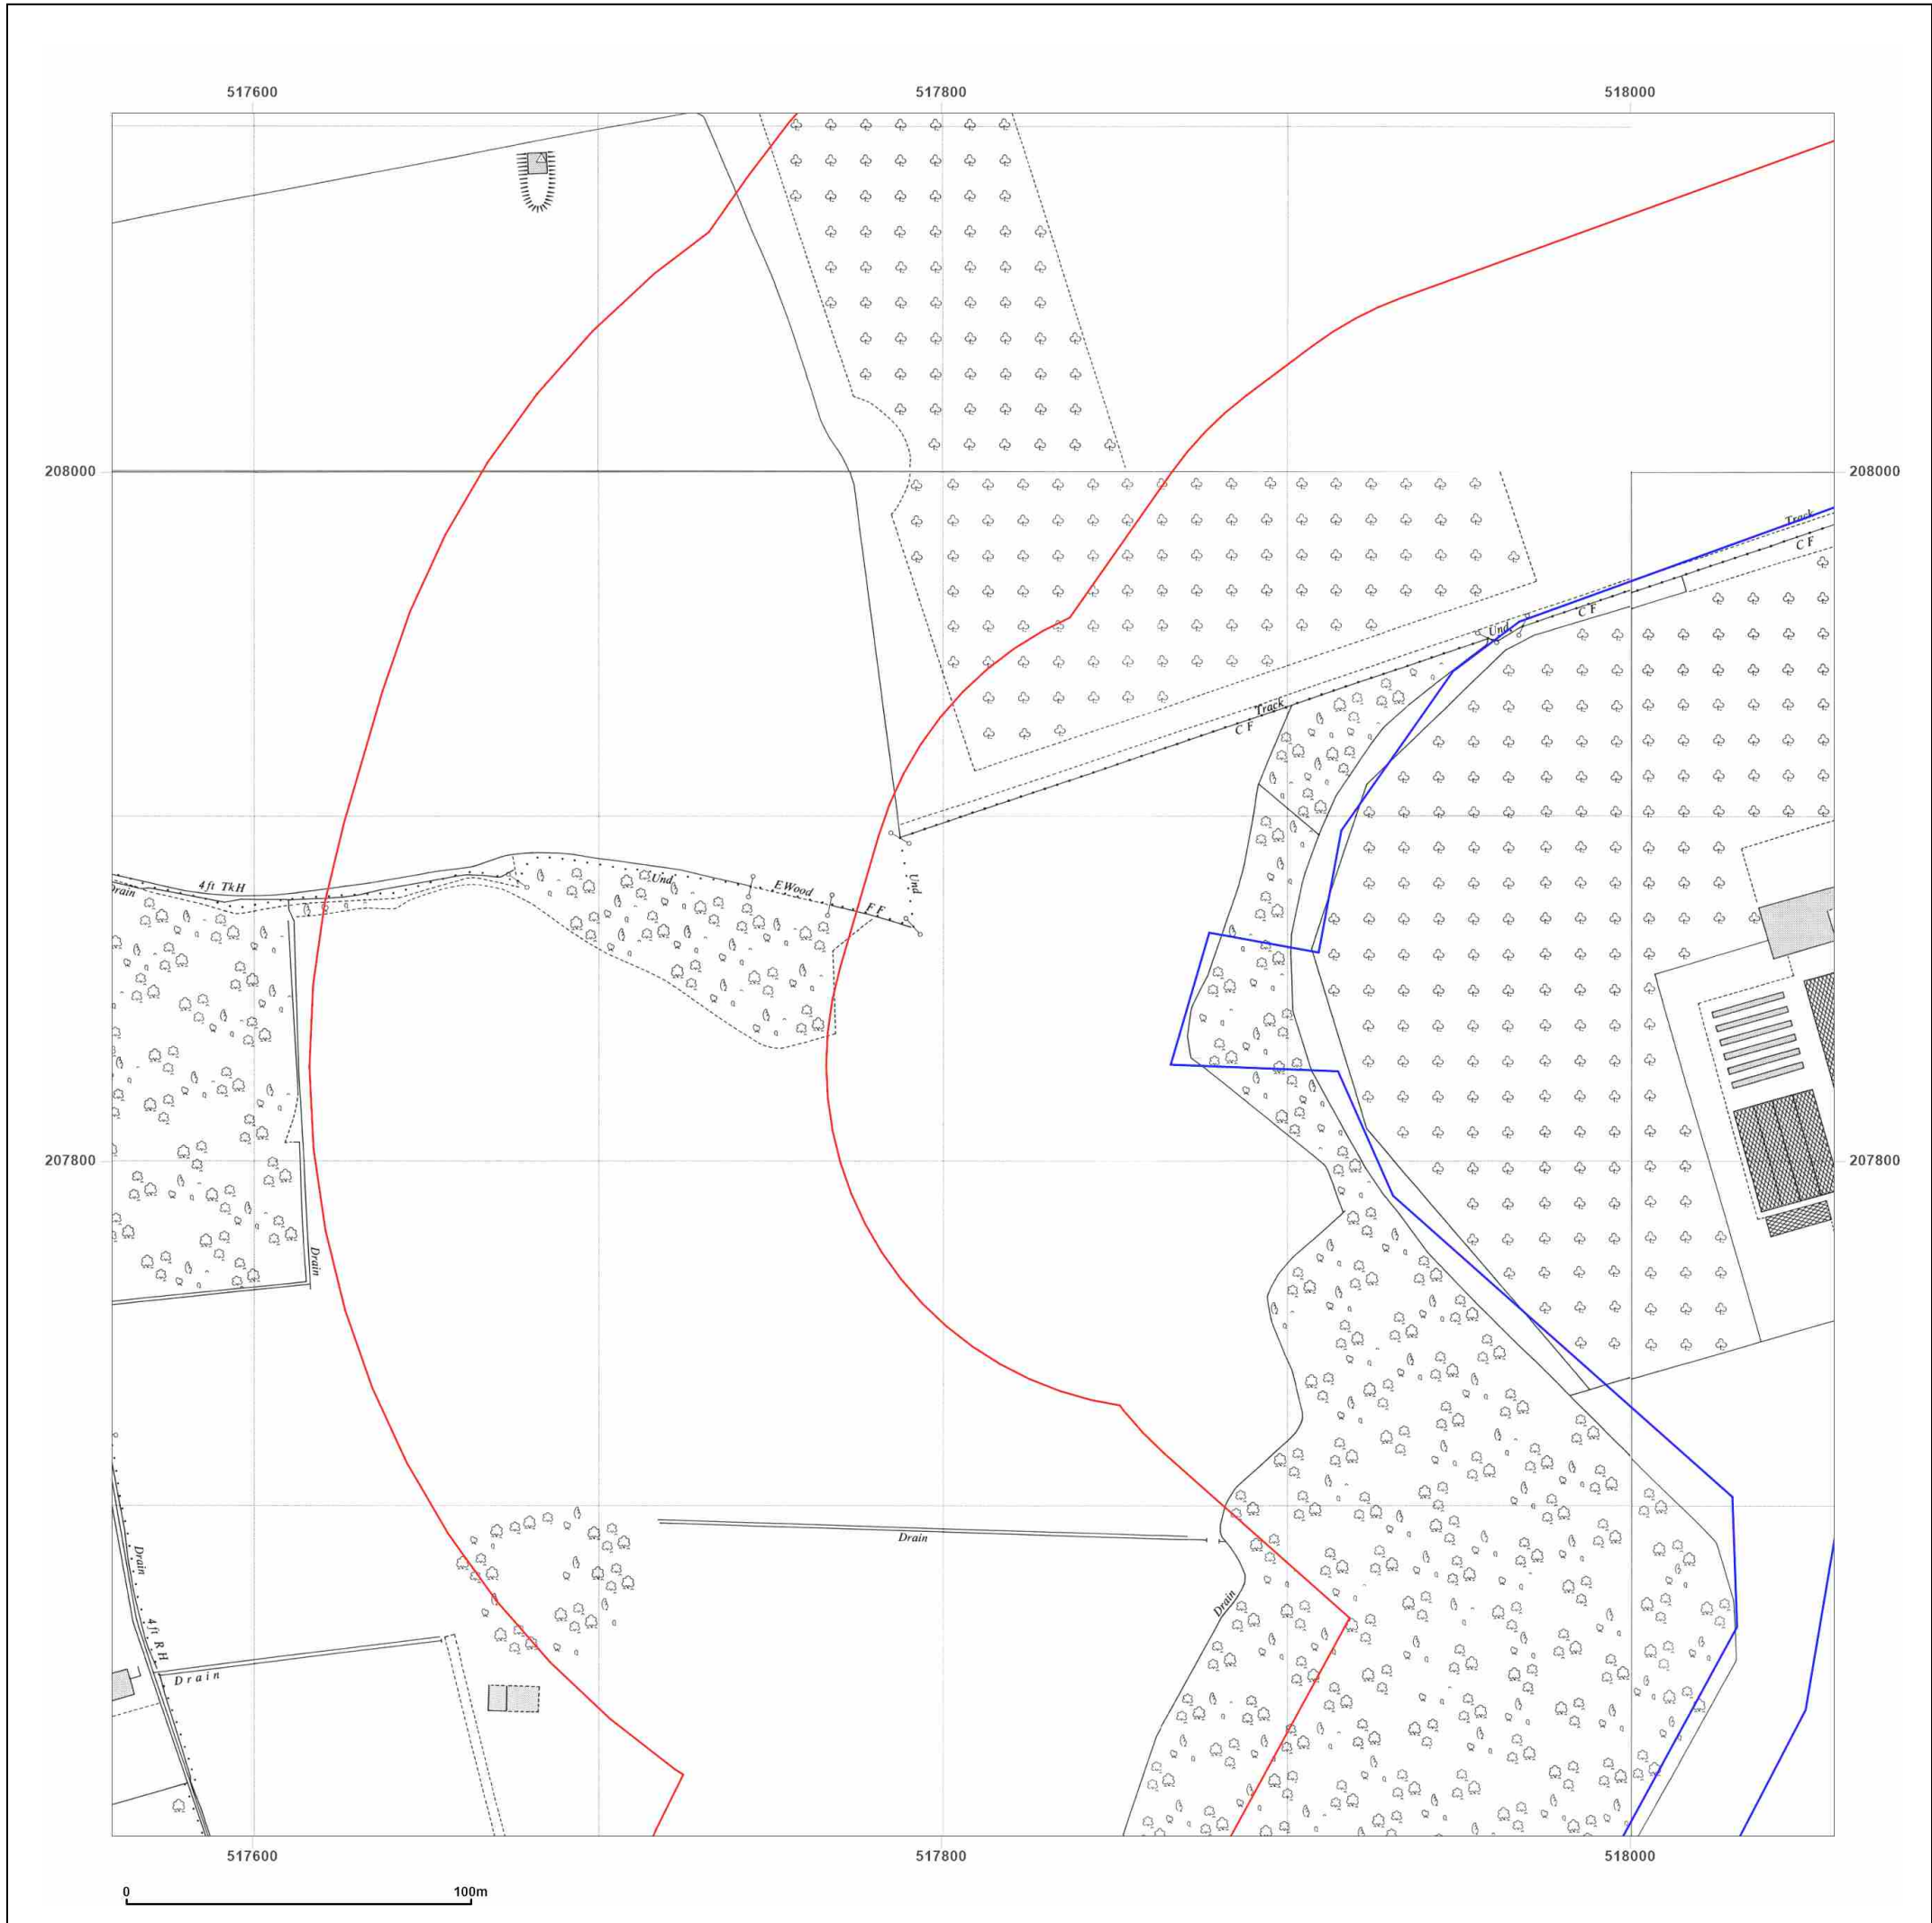 517600 517800 518000
208000 208000
Track
C F
C F
Und
Track
C F
4 ft TkH
Und
E Wood
Und
Drain
F F
207800 207800
Drain
Drain
Drain
Drain
4 ft R H
Drain
517600 517800 518000
0 100m